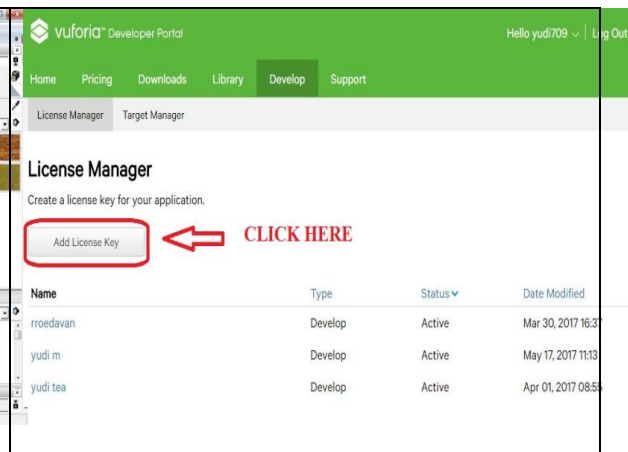 vuforia™ Developer Portal Hello yudi709 Log Out
Home Pricing Downloads Library Develop Support
License Manager Target Manager
License Manager
Create a license key for your application.
Add License Key CLICK HERE
Name Type Status Date Modified
rroedavan Develop Active Mar 30, 2017 16:37
yudi m Develop Active May 17, 2017 11:13
yudi tea Develop Active Apr 01, 2017 08:55